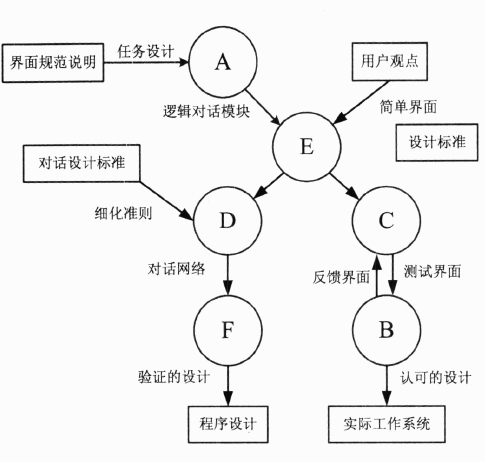 界面规范说明
任务设计
A
用户观点
逻辑对话模块
简单界面
E
设计标准
对话设计标准
细化准则
D
C
对话网络
反馈界面
测试界面
F
B
验证的设计
认可的设计
程序设计
实际工作系统